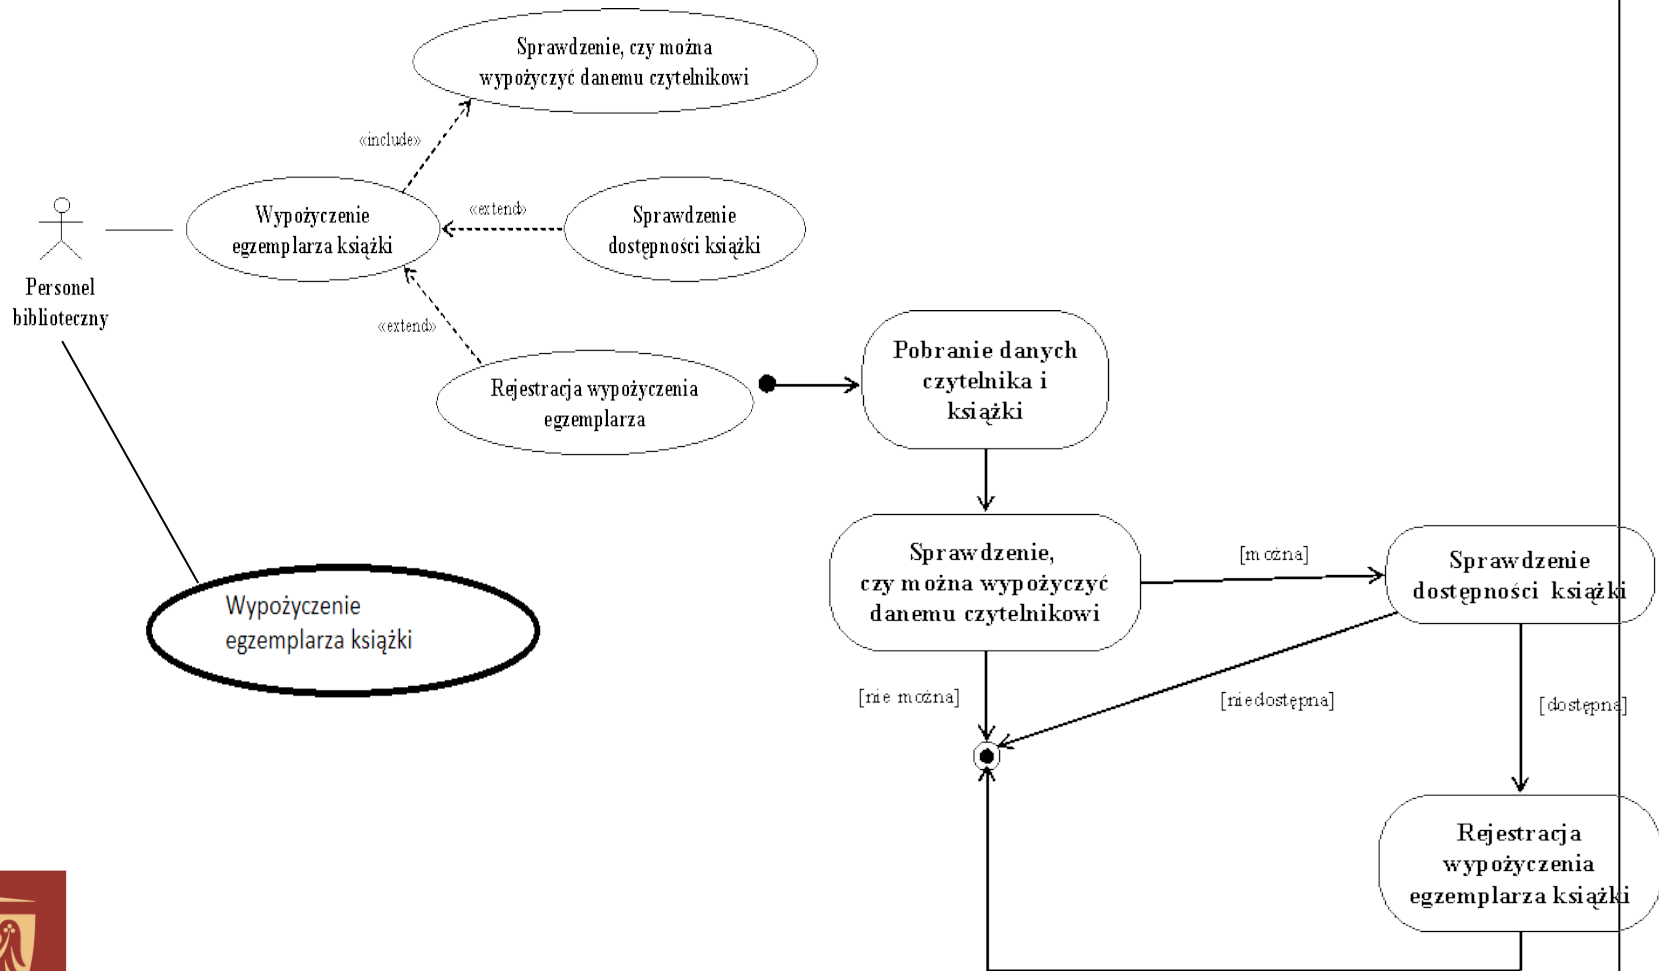 Sprawdzenie, czy można
wypożyczyć danemu czytelnikowi
«include»
Wypożyczenie
egzemplarza książki
«extend»
Sprawdzenie
dostępności książki
Personel
biblioteczny
«extend»
Rejestracja wypożyczenia
egzemplarza
Pobranie danych
czytelnika i
książki
Sprawdzenie,
czy można wypożyczyć
danemu czytelnikowi
[można]
Sprawdzenie
dostępności książki
Wypożyczenie
egzemplarza książki
[nie można]
[niedostępna]
[dostępna]
Rejestracja
wypożyczenia
egzemplarza książki